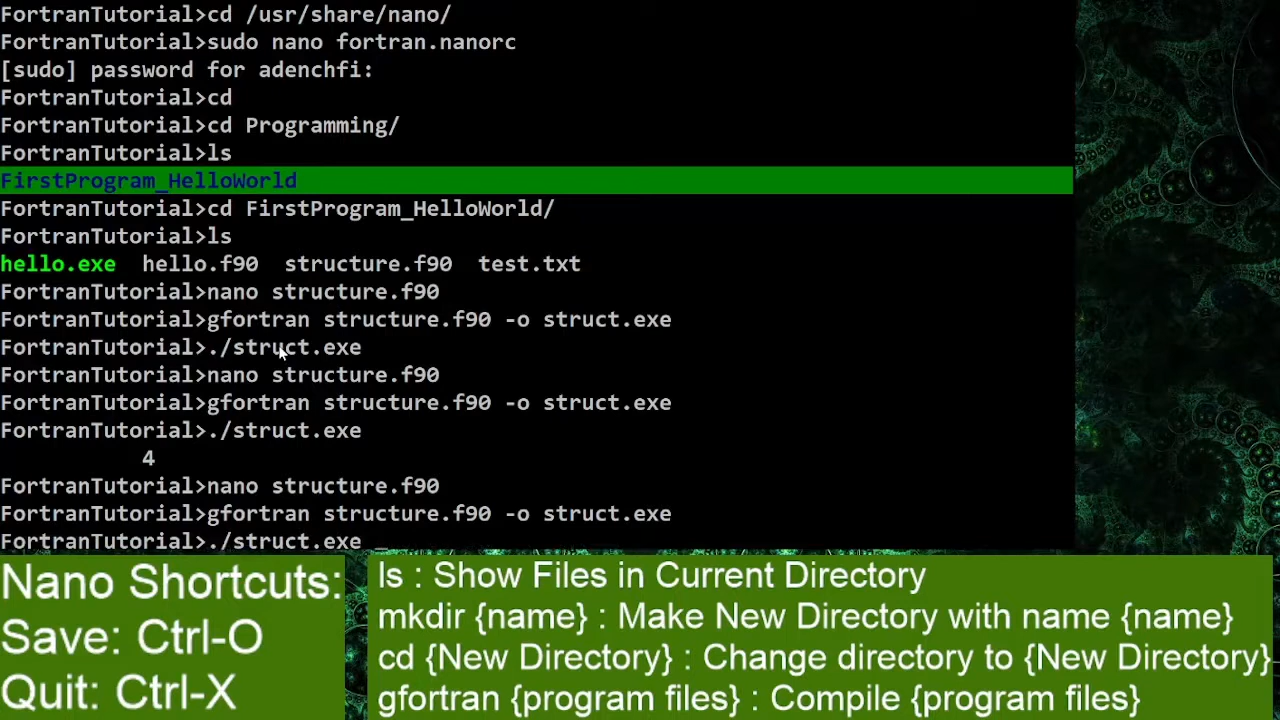 FortranTutorial>cd /usr/share/nano/
FortranTutorial>sudo nano fortran.nanorc
[sudo] password for adenchfi:
FortranTutorial>cd
FortranTutorial>cd Programming/
FortranTutorial>ls
FirstProgram_HelloWorld
FortranTutorial>cd FirstProgram_HelloWorld/
FortranTutorial>ls
hello.exe  hello.f90  structure.f90  test.txt
FortranTutorial>nano structure.f90
FortranTutorial>gfortran structure.f90 -o struct.exe
FortranTutorial>./struct.exe
FortranTutorial>nano structure.f90
FortranTutorial>gfortran structure.f90 -o struct.exe
FortranTutorial>./struct.exe
           4
FortranTutorial>nano structure.f90
FortranTutorial>gfortran structure.f90 -o struct.exe
FortranTutorial>./struct.exe _
Nano Shortcuts:
Save: Ctrl-O
Quit: Ctrl-X
ls : Show Files in Current Directory
mkdir {name} : Make New Directory with name {name}
cd {New Directory} : Change directory to {New Directory}
gfortran {program files} : Compile {program files}